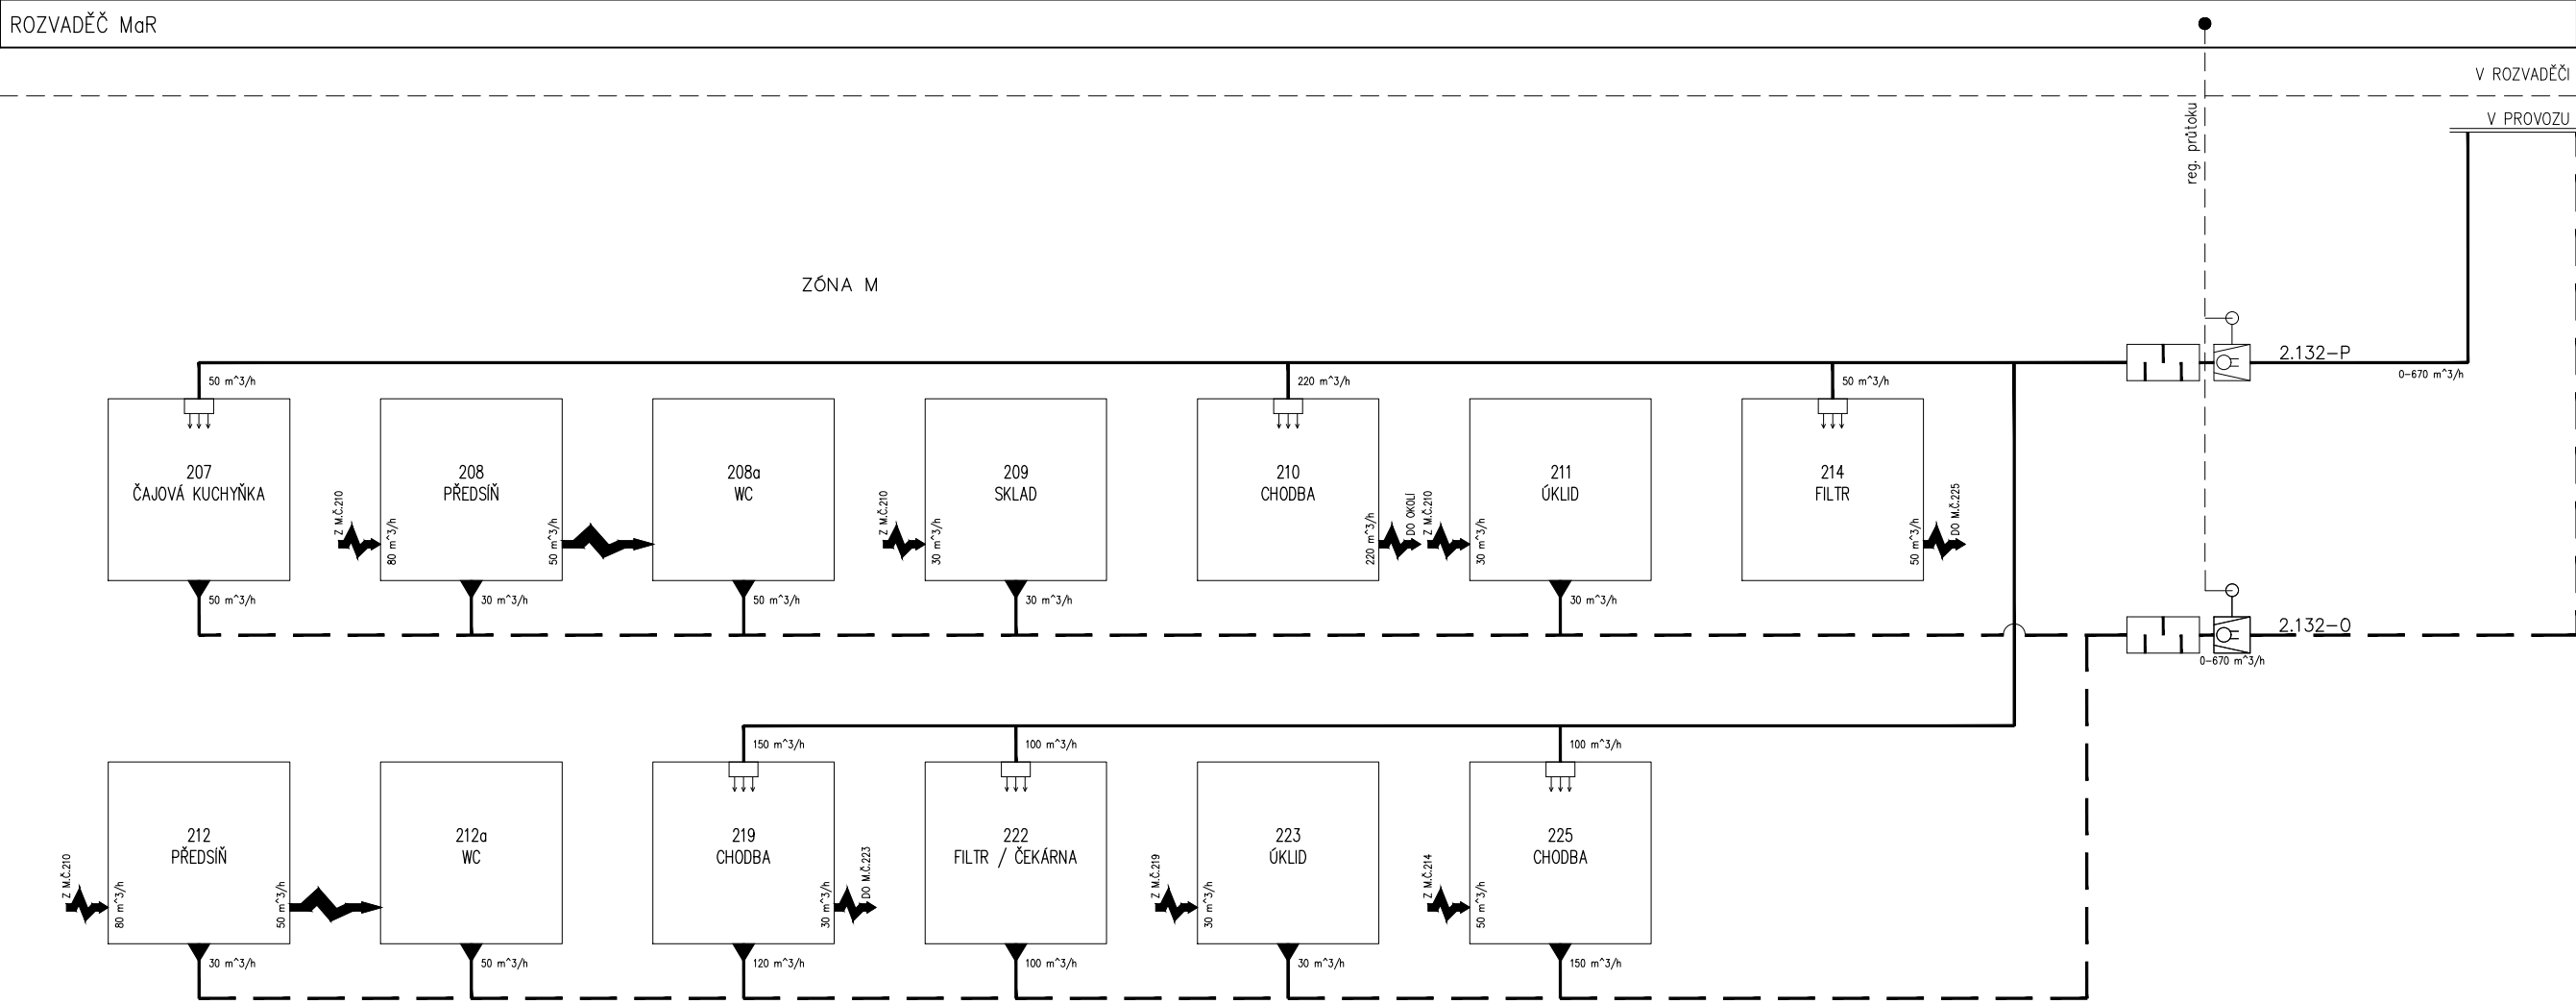 ROZVADĚČ MaR
V ROZVADĚČI
V PROVOZU
reg. průtoku
ZÓNA M
2.132-P
0-670 m^3/h
50 m^3/h
220 m^3/h
50 m^3/h
207
ČAJOVÁ KUCHYŇKA
50 m^3/h
Z M.Č.210
80 m^3/h
208
PŘEDSÍŇ
50 m^3/h
30 m^3/h
208a
WC
50 m^3/h
Z M.Č.210
30 m^3/h
209
SKLAD
30 m^3/h
210
CHODBA
220 m^3/h
DO OKOLÍ
Z M.Č.210
30 m^3/h
211
ÚKLID
30 m^3/h
214
FILTR
50 m^3/h
DO M.Č.225
2.132-O
0-670 m^3/h
150 m^3/h
100 m^3/h
100 m^3/h
Z M.Č.210
80 m^3/h
212
PŘEDSÍŇ
50 m^3/h
30 m^3/h
212a
WC
50 m^3/h
219
CHODBA
30 m^3/h
DO M.Č.223
120 m^3/h
222
FILTR / ČEKÁRNA
100 m^3/h
Z M.Č.219
30 m^3/h
223
ÚKLID
30 m^3/h
Z M.Č.214
50 m^3/h
225
CHODBA
150 m^3/h